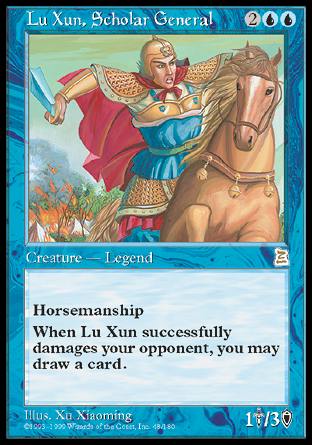 Lu Xun, Scholar General 2
Creature — Legend
Horsemanship
When Lu Xun successfully
damages your opponent, you may
draw a card.
Illus. Xu Xiaoming
©1993-1999 Wizards of the Coast, Inc. 48/180
1/3